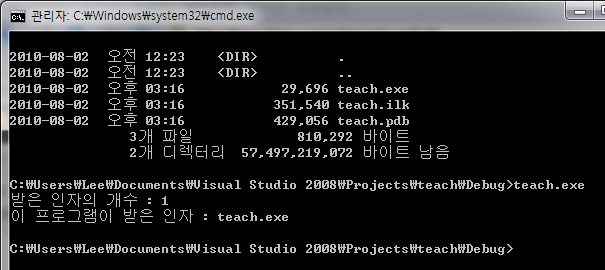 관리자: C:₩Windows₩system32₩cmd.exe
2010-08-02  오전 12:23    <DIR>          .
2010-08-02  오전 12:23    <DIR>          ..
2010-08-02  오후 03:16            29,696 teach.exe
2010-08-02  오후 03:16           351,540 teach.ilk
2010-08-02  오후 03:16           429,056 teach.pdb
3개 파일             810,292 바이트
2개 디렉터리  57,497,219,072 바이트 남음
C:₩Users₩Lee₩Documents₩Visual Studio 2008₩Projects₩teach₩Debug>teach.exe
받은 인자의 개수 : 1
이 프로그램이 받은 인자 : teach.exe
C:₩Users₩Lee₩Documents₩Visual Studio 2008₩Projects₩teach₩Debug>